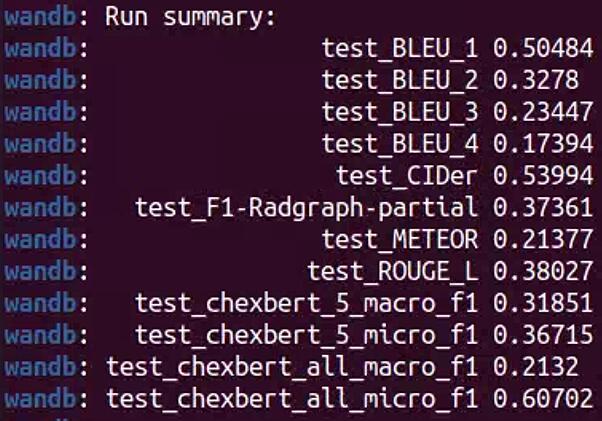 wandb: Run summary:
wandb: test_BLEU_1 0.50484
wandb: test_BLEU_2 0.3278
wandb: test_BLEU_3 0.23447
wandb: test_BLEU_4 0.17394
wandb: test_CIDer 0.53994
wandb: test_F1-Radgraph-partial 0.37361
wandb: test_METEOR 0.21377
wandb: test_ROUGE_L 0.38027
wandb: test_chexbert_5_macro_f1 0.31851
wandb: test_chexbert_5_micro_f1 0.36715
wandb: test_chexbert_all_macro_f1 0.2132
wandb: test_chexbert_all_micro_f1 0.60702